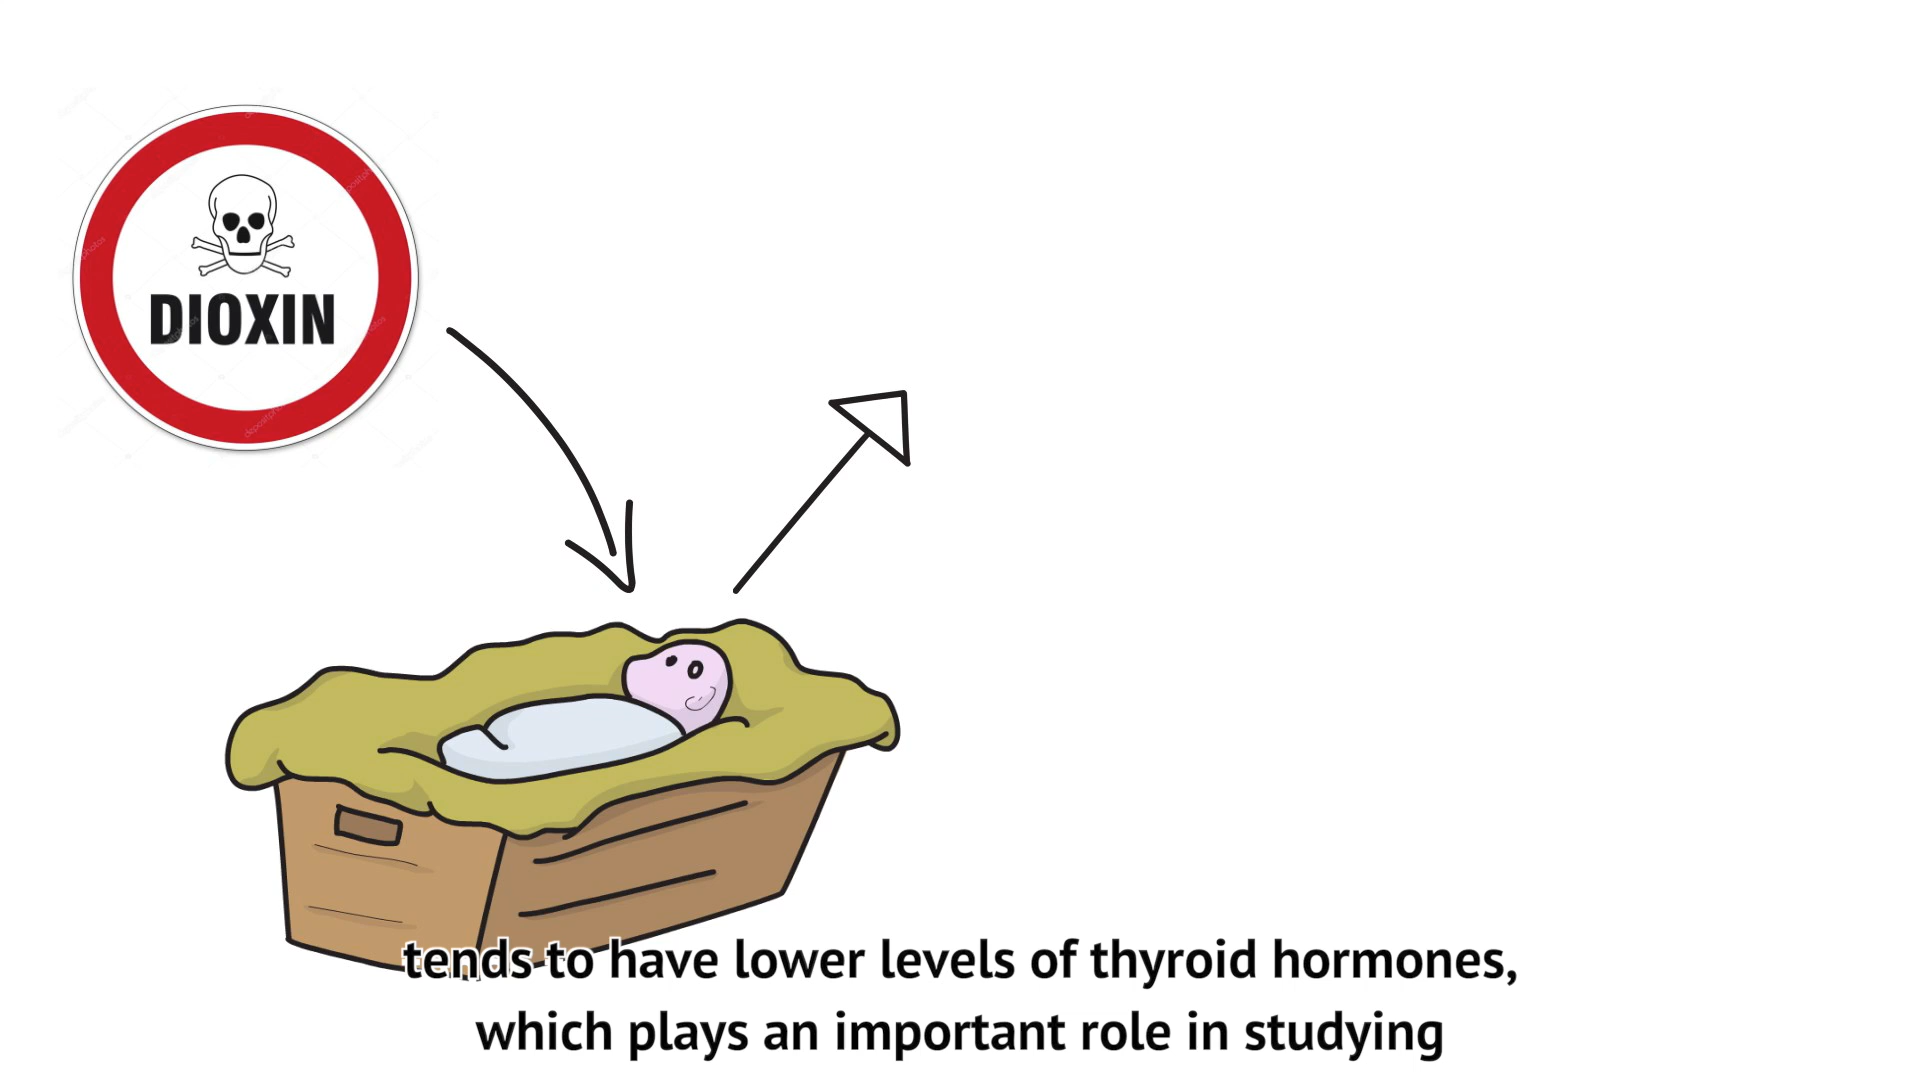 DIOXIN
tends to have lower levels of thyroid hormones,
which plays an important role in studying